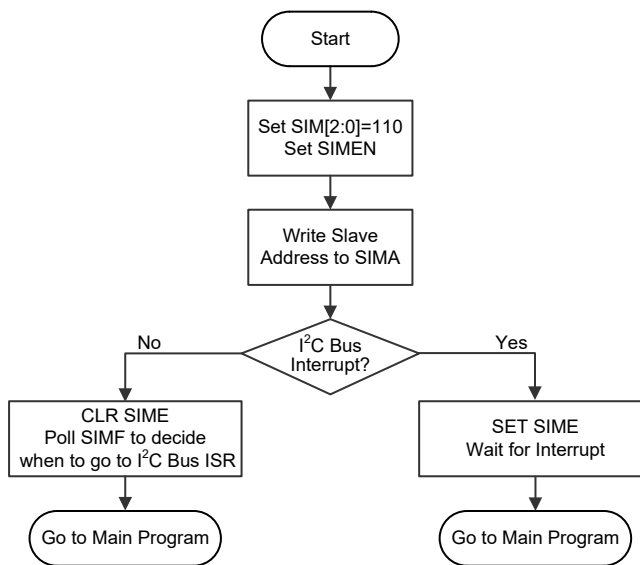 Start
Set SIM[2:0]=110
Set SIMEN
Write Slave
Address to SIMA
I²C Bus
Interrupt?
No
Yes
CLR SIME
Poll SIMF to decide
when to go to I²C Bus ISR
SET SIME
Wait for Interrupt
Go to Main Program
Go to Main Program